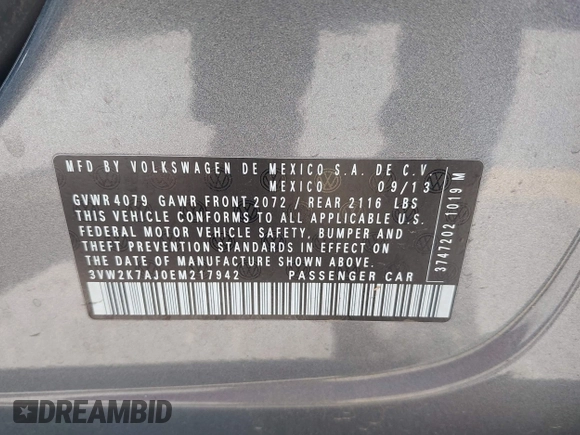 MFD BY VOLKSWAGEN DE MEXICO S.A. DE C.V
MEXICO 09/13
GVWR4079 GAWR FRONT 2072 / REAR 2116 LBS
THIS VEHICLE CONFORMS TO ALL APPLICABLE U.S.
FEDERAL MOTOR VEHICLE SAFETY, BUMPER AND
THEFT PREVENTION STANDARDS IN EFFECT ON
THE DATE OF MANUFACTURE SHOWN ABOVE.
3VW2K7AJ0EM217942 PASSENGER CAR
3747202 1019 M
DREAMBID